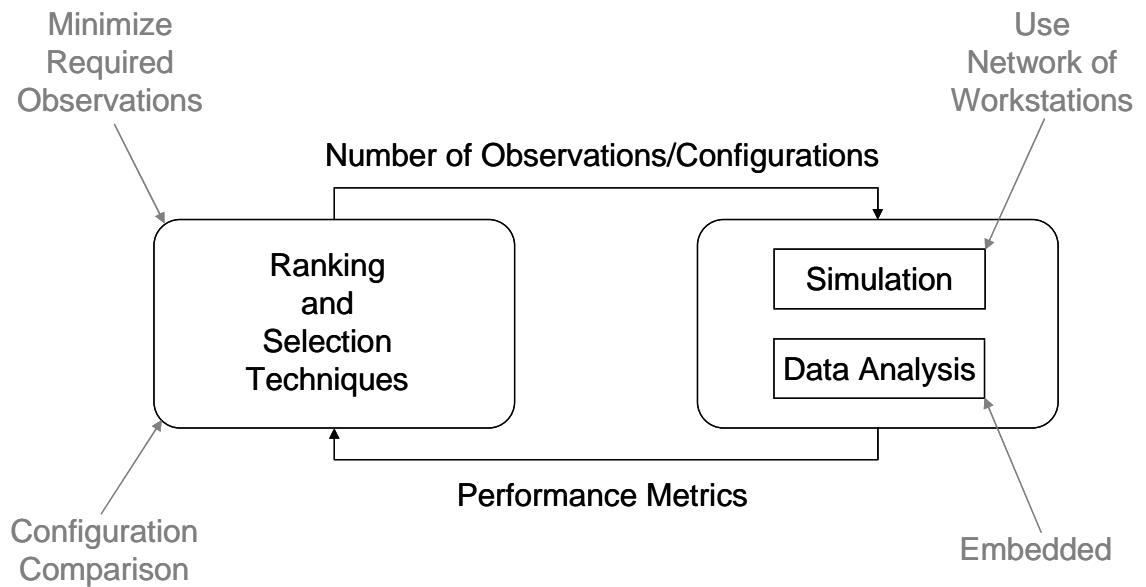 Minimize
Required
Observations
Use
Network of
Workstations
Number of Observations/Configurations
Ranking
and
Selection
Techniques
Simulation
Data Analysis
Performance Metrics
Configuration
Comparison
Embedded